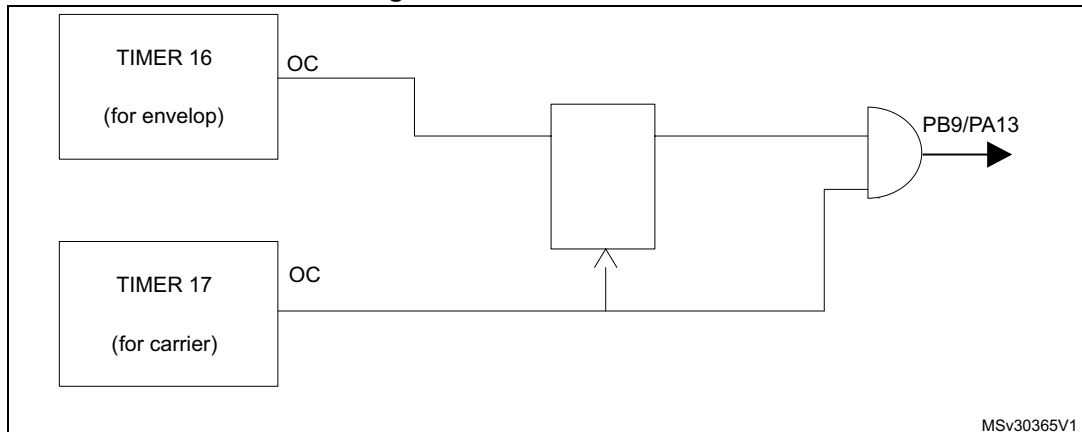 TIMER 16
(for envelop)
OC
PB9/PA13
TIMER 17
(for carrier)
OC
MSv30365V1